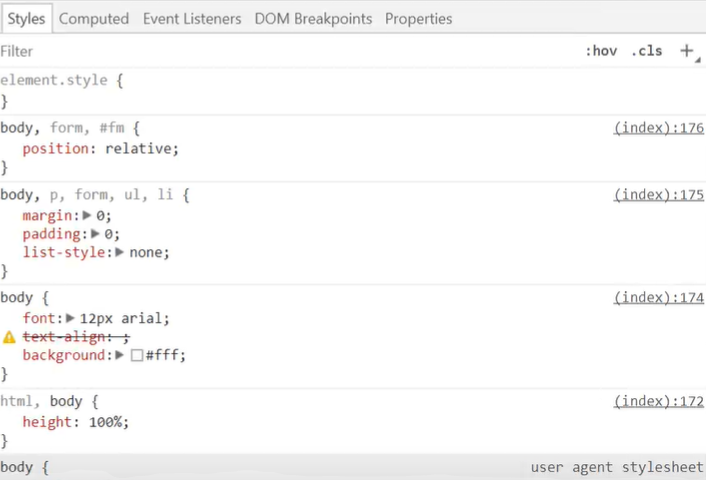 Styles Computed Event Listeners DOM Breakpoints Properties
Filter :hov .cls +
element.style {
}
body, form, #fm { (index):176
position: relative;
}
body, p, form, ul, li { (index):175
margin:▶ 0;
padding:▶ 0;
list-style:▶ none;
}
body { (index):174
font:▶ 12px arial;
text-align: ;
background:▶ #fff;
}
html, body { (index):172
height: 100%;
}
body { user agent stylesheet